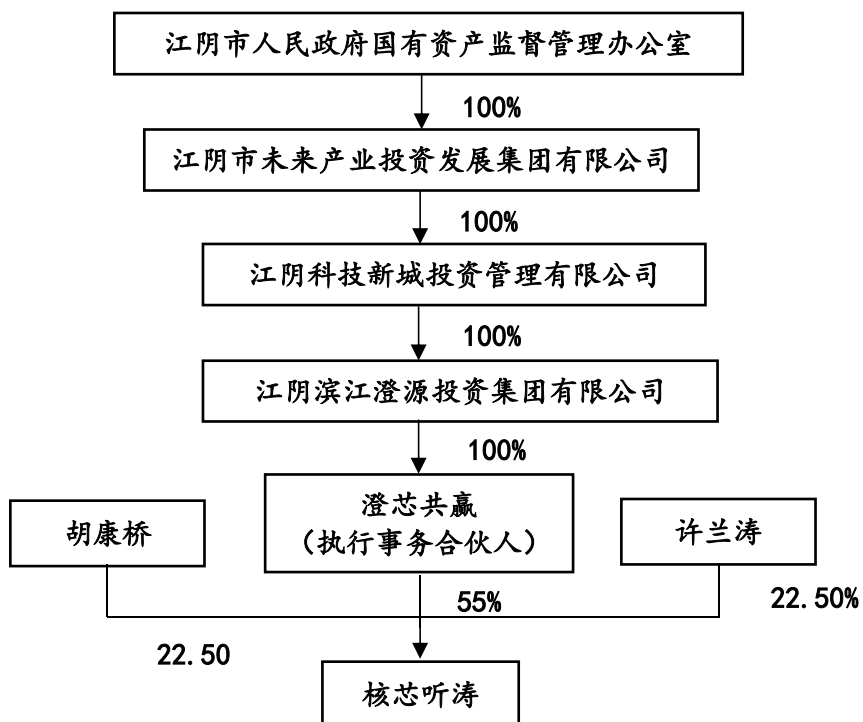 江阴市人民政府国有资产监督管理办公室
100%
江阴市未来产业投资发展集团有限公司
100%
江阴科技新城投资管理有限公司
100%
江阴滨江澄源投资集团有限公司
100%
胡康桥
澄芯共赢
（执行事务合伙人）
许兰涛
55%
22.50%
22.50
核芯听涛